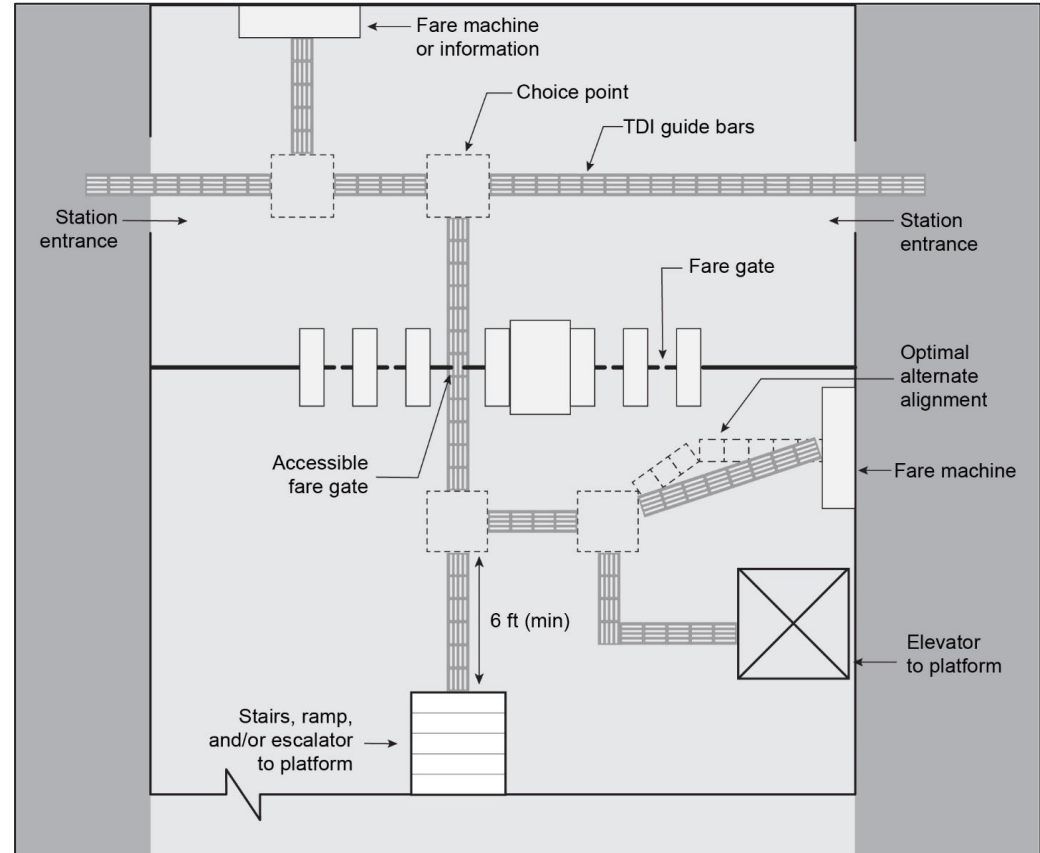 Fare machine
or information
Choice point
TDI guide bars
Station
entrance
Station
entrance
Fare gate
Optimal
alternate
alignment
Accessible
fare gate
Fare machine
6 ft (min)
Elevator
to platform
Stairs, ramp,
and/or escalator
to platform